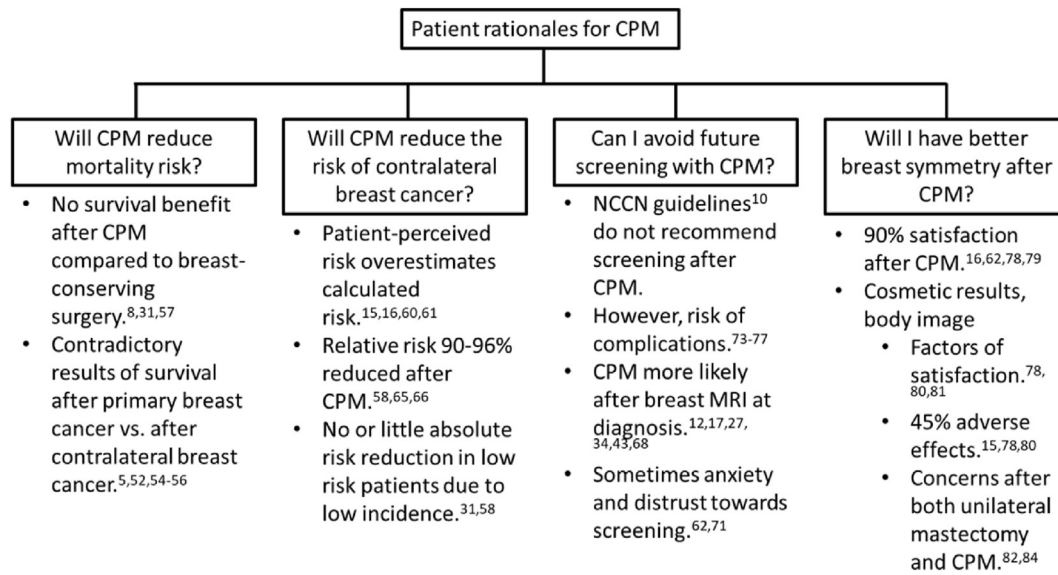 Patient rationales for CPM
Will CPM reduce
mortality risk?
• No survival benefit
after CPM
compared to breast-
conserving
surgery.8,31,57
• Contradictory
results of survival
after primary breast
cancer vs. after
contralateral breast
cancer.5,52,54-56
Will CPM reduce the
risk of contralateral
breast cancer?
• Patient-perceived
risk overestimates
calculated
risk.15,16,60,61
• Relative risk 90-96%
reduced after
CPM.58,65,66
• No or little absolute
risk reduction in low
risk patients due to
low incidence.31,58
Can I avoid future
screening with CPM?
• NCCN guidelines10
do not recommend
screening after
CPM.
• However, risk of
complications.73-77
• CPM more likely
after breast MRI at
diagnosis.12,17,27,
34,43,68
• Sometimes anxiety
and distrust towards
screening.62,71
Will I have better
breast symmetry after
CPM?
• 90% satisfaction
after CPM.16,62,78,79
• Cosmetic results,
body image
• Factors of
satisfaction.78,
80,81
• 45% adverse
effects.15,78,80
• Concerns after
both unilateral
mastectomy
and CPM.82,84